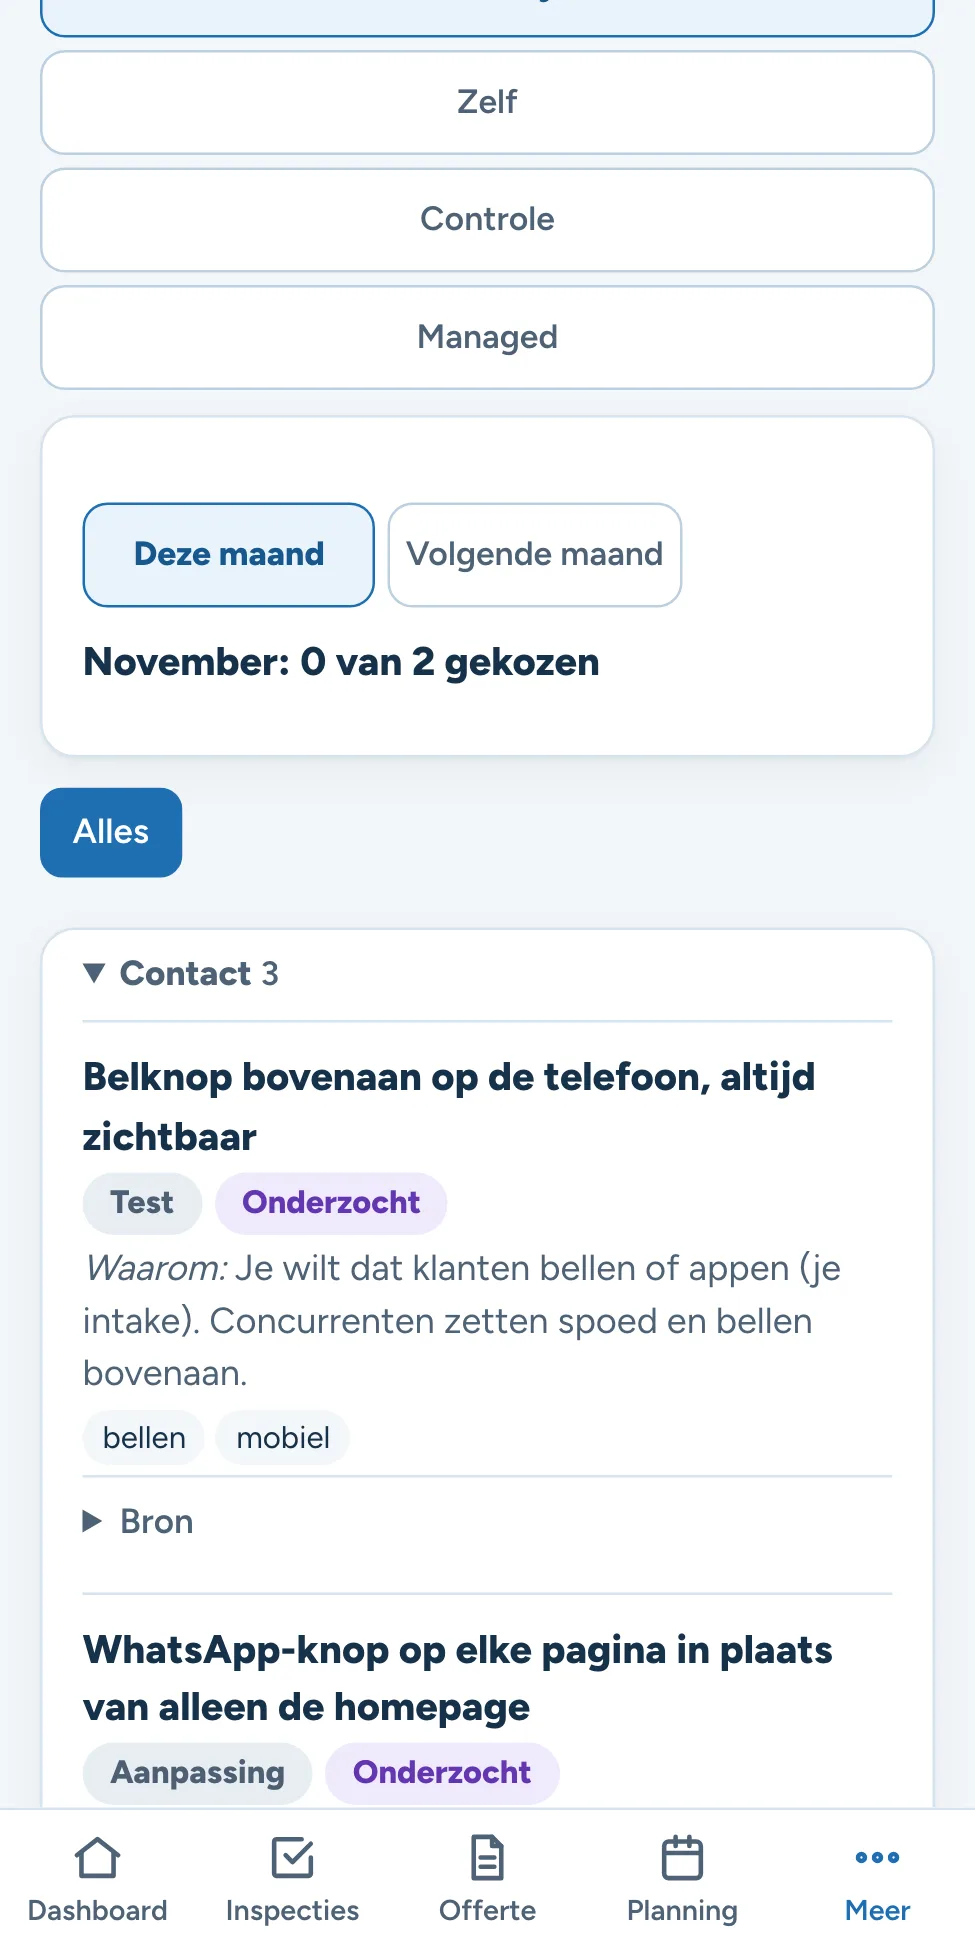 Zelf
Controle
Managed
Deze maand
Volgende maand
November: 0 van 2 gekozen
Alles
Contact 3
Belknop bovenaan op de telefoon, altijd
zichtbaar
Test
Onderzocht
Waarom: Je wilt dat klanten bellen of appen (je
intake). Concurrenten zetten spoed en bellen
bovenaan.
bellen
mobiel
Bron
WhatsApp-knop op elke pagina in plaats
van alleen de homepage
Aanpassing
Onderzocht
Dashboard
Inspecties
Offerte
Planning
Meer